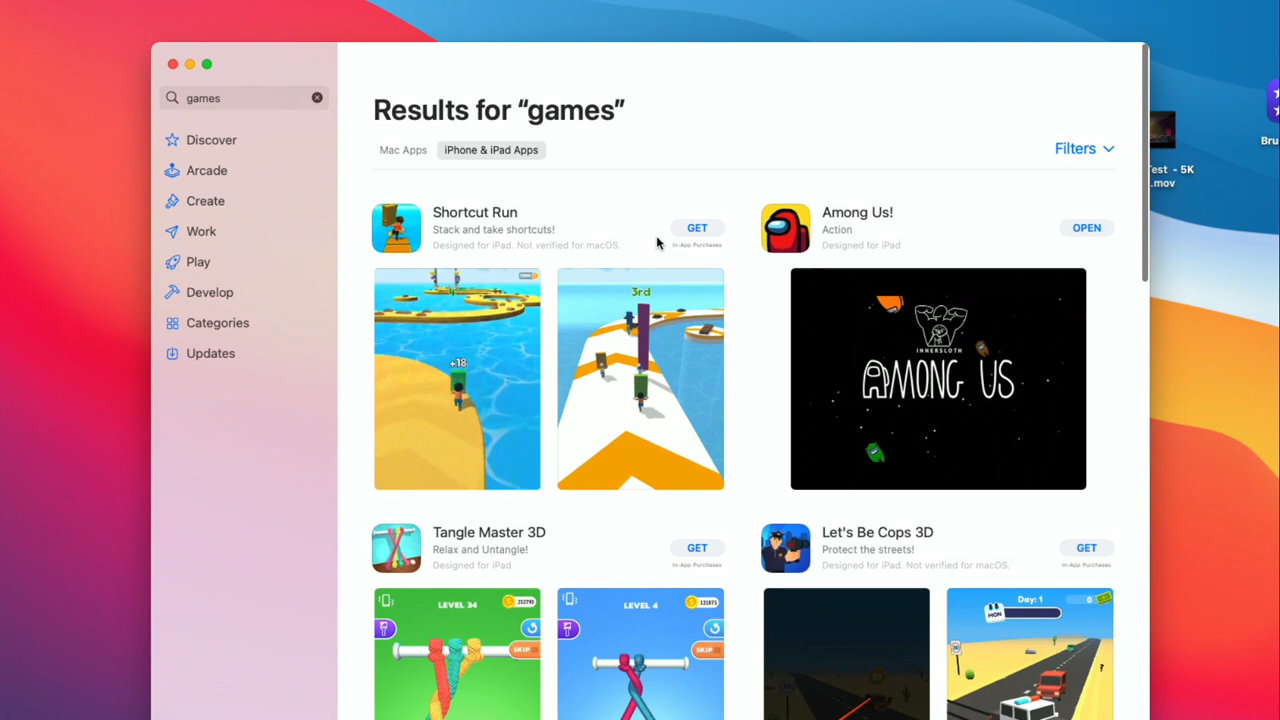 games
Discover
Arcade
Create
Work
Play
Develop
Categories
Updates
Results for “games”
Mac Apps
iPhone & iPad Apps
Filters
Shortcut Run
Stack and take shortcuts!
Designed for iPad. Not verified for macOS.
GET
In-App Purchases
Among Us!
Action
Designed for iPad
OPEN
+18
3rd
INNERSLOTH
AMONG US
Tangle Master 3D
Relax and Untangle!
Designed for iPad
GET
In-App Purchases
Let's Be Cops 3D
Protect the streets!
Designed for iPad. Not verified for macOS.
GET
In-App Purchases
LEVEL 34
252790
SKIP
LEVEL 4
131875
SKIP
Day: 1
0
MON
Test - 5K
.mov
Bru